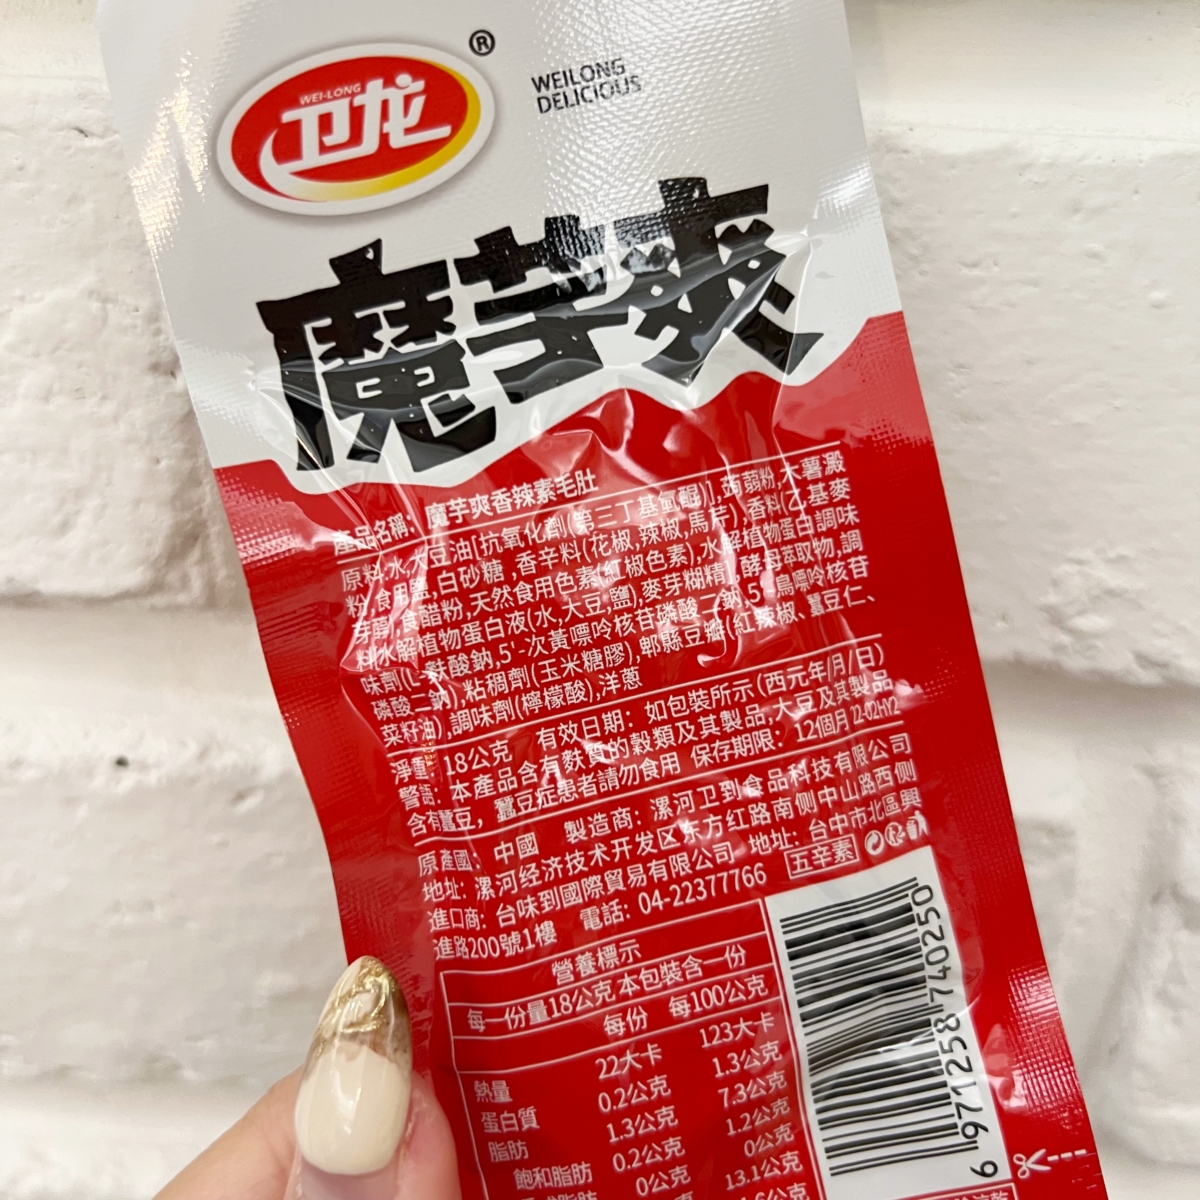 WEI-LONG
卫龙
®
WEILONG
DELICIOUS
魔芋爽
產品名稱: 魔芋爽香辣素毛肚
原料:水,大豆油[抗氧化劑(第三丁基氫醌)],蒟蒻粉,木薯澱
粉,食用鹽,白砂糖,香辛料(花椒,辣椒,馬芹),香料(乙基麥
芽醇),食醋粉,天然食用色素(紅椒色素),水解植物蛋白調味
料水解植物蛋白液(水,大豆,鹽),麥芽糊精],酵母萃取物,調
味劑(L-麩酸鈉,5'-次黃嘌呤核苷磷酸二鈉,5'-鳥嘌呤核苷
磷酸二鈉),粘稠劑(玉米糖膠),郫縣豆瓣(紅辣椒、蠶豆仁、
菜籽油),調味劑(檸檬酸),洋蔥
淨重: 18公克 有效日期: 如包裝所示(西元年/月/日)
警語: 本產品含有麩質的穀類及其製品,大豆及其製品
含有蠶豆, 蠶豆症患者請勿食用 保存期限: 12個月 12-02HY2
原產國: 中國 製造商: 漯河卫到食品科技有限公司
地址: 漯河经济技术开发区东方红路南侧中山路西侧
進口商: 台味到國際貿易有限公司 地址: 台中市北區興
進路200號1樓 電話: 04-22377766 五辛素
營養標示
每一份量18公克 本包裝含一份
每份 每100公克
熱量 22大卡 123大卡
蛋白質 0.2公克 1.3公克
脂肪 1.3公克 7.3公克
飽和脂肪 0.2公克 1.2公克
0公克 0公克
13.1公克
6 971258 740250